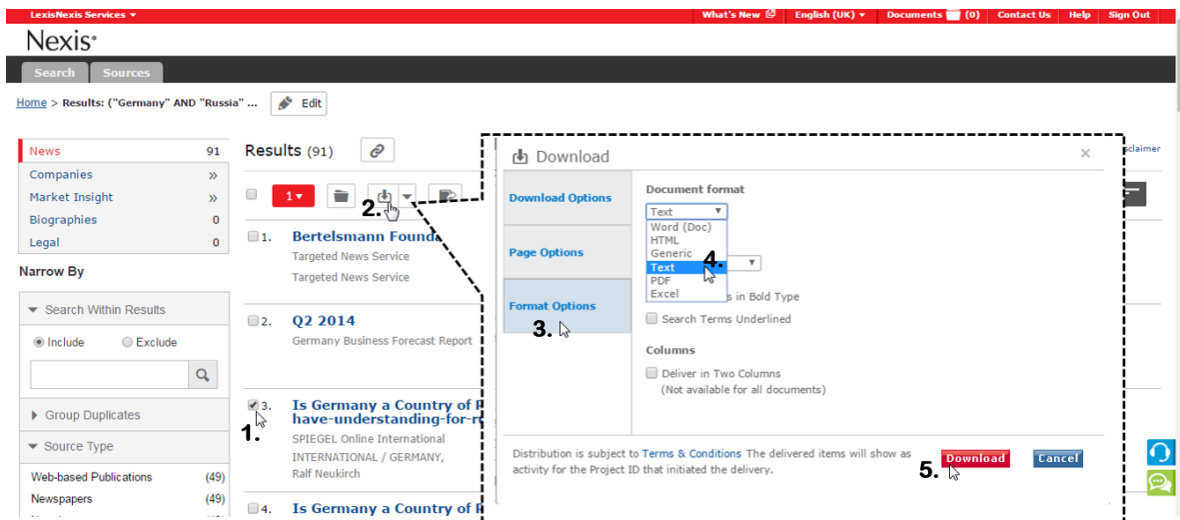 LexisNexis Services
What's New English (UK) Documents (0) Contact Us Help Sign Out
Nexis®
Search Sources
Home > Results: ("Germany" AND "Russia" ... Edit
News 91
Companies »
Market Insight »
Biographies 0
Legal 0
Narrow By
Search Within Results
Include Exclude
Group Duplicates
Source Type
Web-based Publications (49)
Newspapers (49)
Results (91)
1
2.
1. Bertelsmann Founda
Targeted News Service
Targeted News Service
2. Q2 2014
Germany Business Forecast Report
3. Is Germany a Country of
have-understanding-for-r
1.
SPIEGEL Online International
INTERNATIONAL / GERMANY,
Ralf Neukirch
4. Is Germany a Country of
Download ×
Download Options
Page Options
Format Options
3.
Document format
Text
Word (Doc)
HTML
Generic
Text
4.
PDF
Excel
s in Bold Type
Search Terms Underlined
Columns
Deliver in Two Columns
(Not available for all documents)
Distribution is subject to Terms & Conditions The delivered items will show as
activity for the Project ID that initiated the delivery.
5.
Download Cancel
sclaimer